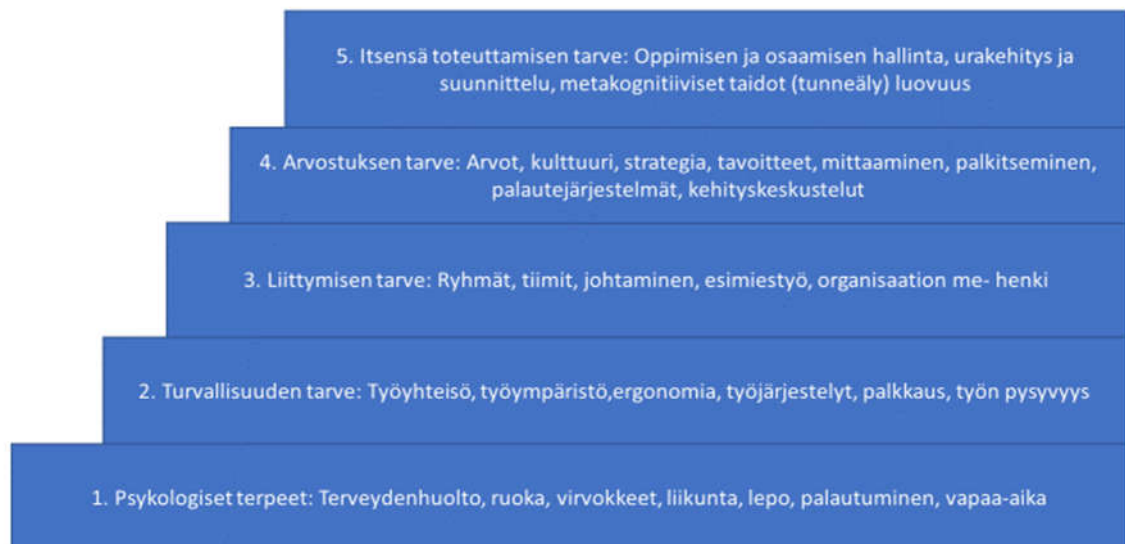 5. Itsensä toteuttamisen tarve: Oppimisen ja osaamisen hallinta, urakehitys ja
suunnittelu, metakognitiiviset taidot (tunneäly) luovuus
4. Arvostuksen tarve: Arvot, kulttuuri, strategia, tavoitteet, mittaaminen, palkitseminen,
palautejärjestelmät, kehityskeskustelut
3. Liittymisen tarve: Ryhmät, tiimit, johtaminen, esimiestyö, organisaation me- henki
2. Turvallisuuden tarve: Työyhteisö, työympäristö,ergonomia, työjärjestelyt, palkkaus, työn pysyvyys
1. Psykologiset terpeet: Terveydenhuolto, ruoka, virvokkeet, liikunta, lepo, palautuminen, vapaa-aika